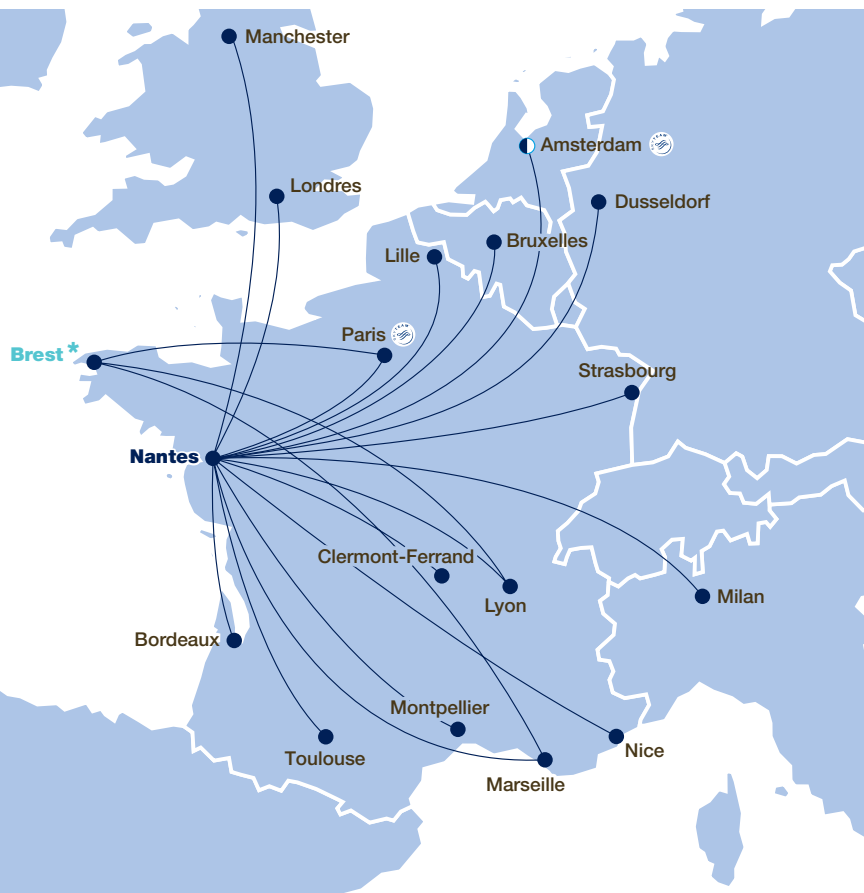 Manchester
Amsterdam
Londres
Dusseldorf
Bruxelles
Lille
Paris
Brest *
Strasbourg
Nantes
Clermont-Ferrand
Lyon
Milan
Bordeaux
Montpellier
Nice
Toulouse
Marseille